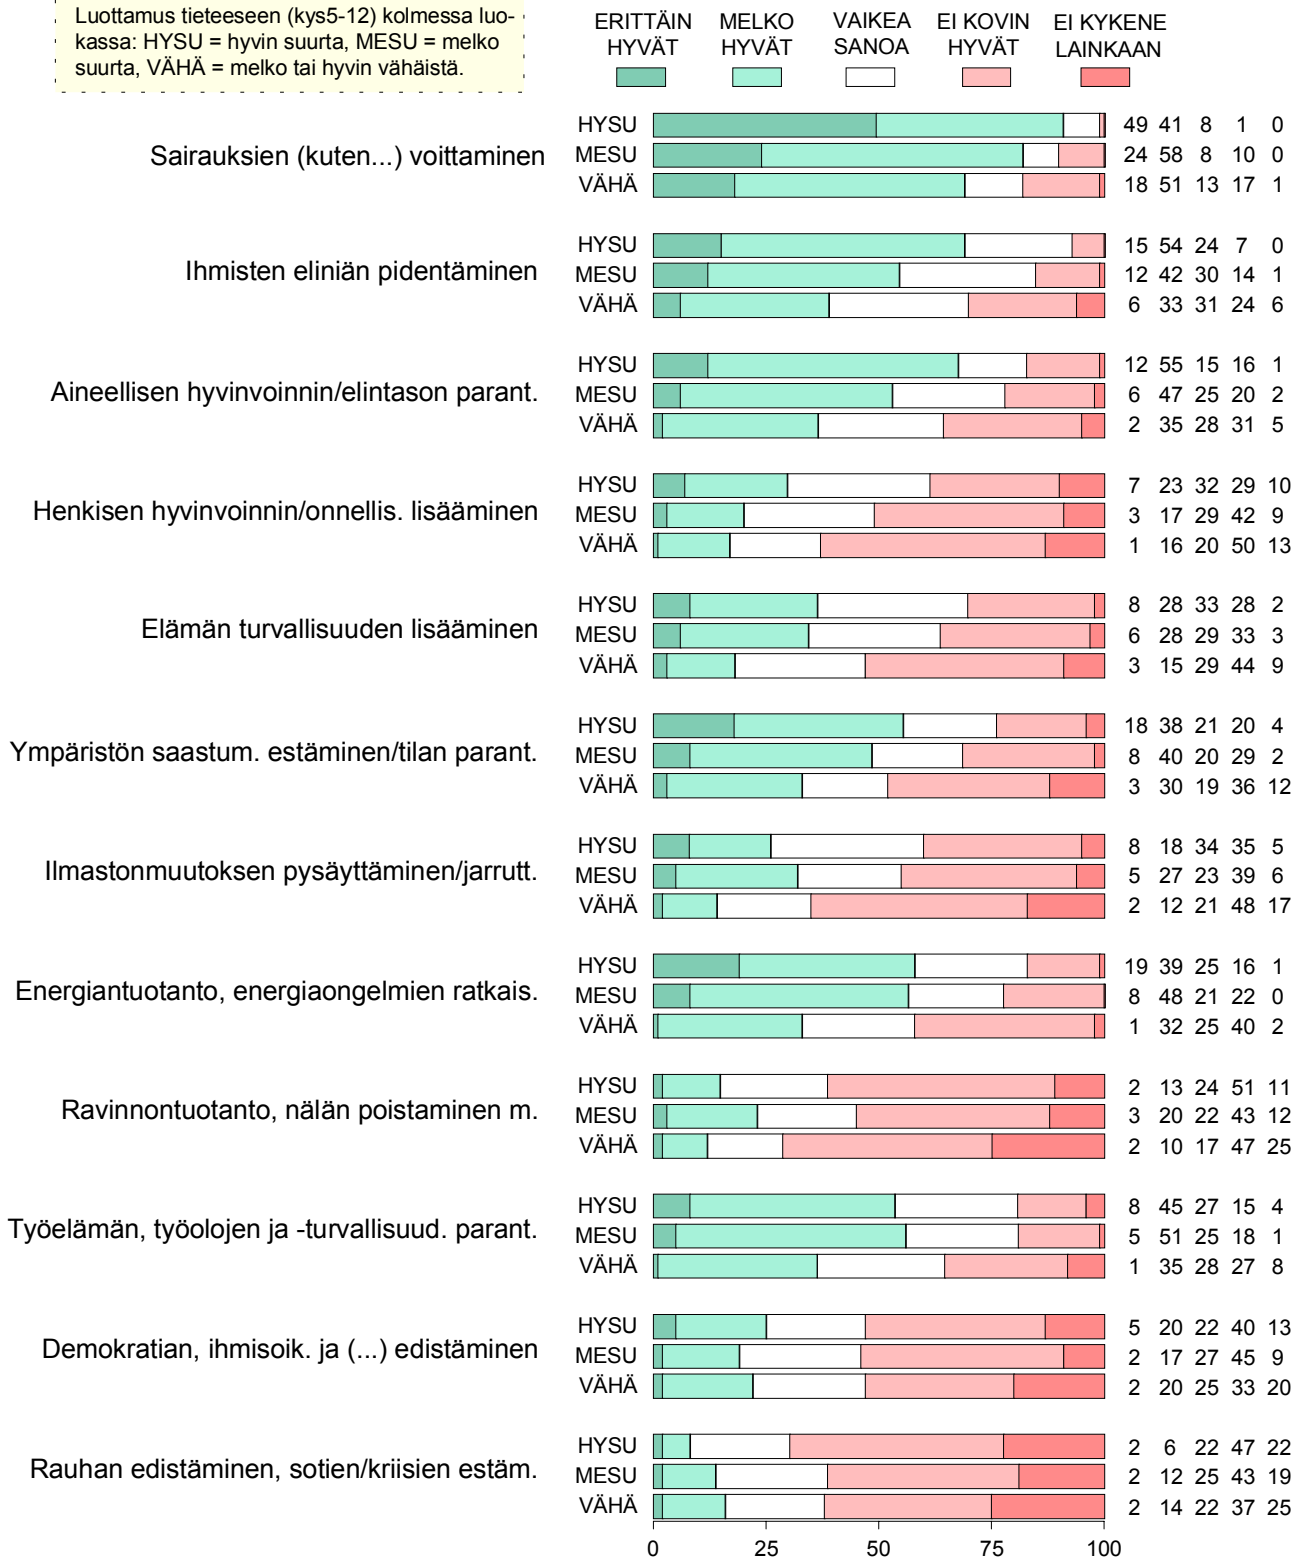 Luottamus tieteeseen (kys5-12) kolmessa luo-
kassa: HYSU = hyvin suurta, MESU = melko
suurta, VÄHÄ = melko tai hyvin vähäistä.
ERITTÄIN HYVÄT
MELKO HYVÄT
VAIKEA SANOA
EI KOVIN HYVÄT
EI KYKENE LAINKAAN
Sairauksien (kuten...) voittaminen
HYSU 49 41 8 1 0
MESU 24 58 8 10 0
VÄHÄ 18 51 13 17 1
Ihmisten eliniän pidentäminen
HYSU 15 54 24 7 0
MESU 12 42 30 14 1
VÄHÄ 6 33 31 24 6
Aineellisen hyvinvoinnin/elintason parant.
HYSU 12 55 15 16 1
MESU 6 47 25 20 2
VÄHÄ 2 35 28 31 5
Henkisen hyvinvoinnin/onnellis. lisääminen
HYSU 7 23 32 29 10
MESU 3 17 29 42 9
VÄHÄ 1 16 20 50 13
Elämän turvallisuuden lisääminen
HYSU 8 28 33 28 2
MESU 6 28 29 33 3
VÄHÄ 3 15 29 44 9
Ympäristön saastum. estäminen/tilan parant.
HYSU 18 38 21 20 4
MESU 8 40 20 29 2
VÄHÄ 3 30 19 36 12
Ilmastonmuutoksen pysäyttäminen/jarrutt.
HYSU 8 18 34 35 5
MESU 5 27 23 39 6
VÄHÄ 2 12 21 48 17
Energiantuotanto, energiaongelmien ratkais.
HYSU 19 39 25 16 1
MESU 8 48 21 22 0
VÄHÄ 1 32 25 40 2
Ravinnontuotanto, nälän poistaminen m.
HYSU 2 13 24 51 11
MESU 3 20 22 43 12
VÄHÄ 2 10 17 47 25
Työelämän, työolojen ja -turvallisuud. parant.
HYSU 8 45 27 15 4
MESU 5 51 25 18 1
VÄHÄ 1 35 28 27 8
Demokratian, ihmisoik. ja (...) edistäminen
HYSU 5 20 22 40 13
MESU 2 17 27 45 9
VÄHÄ 2 20 25 33 20
Rauhan edistäminen, sotien/kriisien estäm.
HYSU 2 6 22 47 22
MESU 2 12 25 43 19
VÄHÄ 2 14 22 37 25
0 25 50 75 100